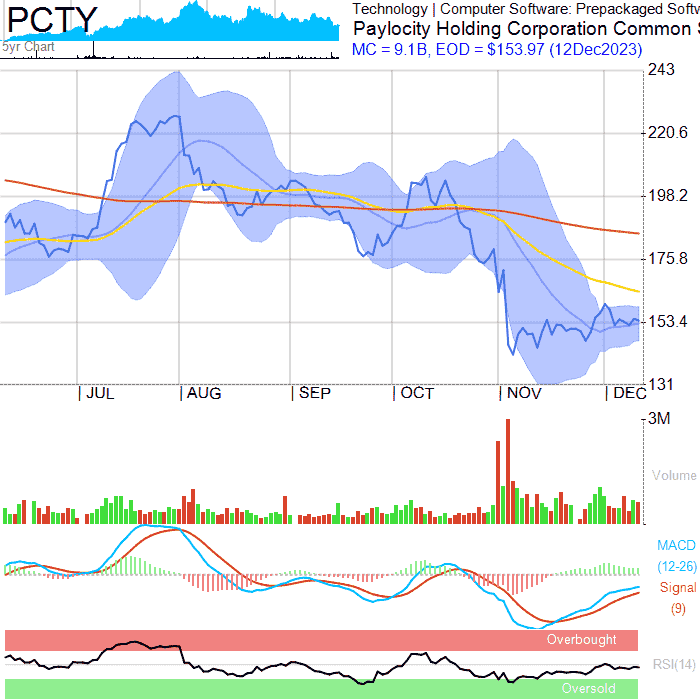 PCTY
5yr Chart
Technology | Computer Software: Prepackaged Softw
Paylocity Holding Corporation Common S
MC = 9.1B, EOD = $153.97 (12Dec2023)
243
220.6
198.2
175.8
153.4
131
JUL AUG SEP OCT NOV DEC
3M
Volume
MACD
(12-26)
Signal
(9)
Overbought
RSI(14)
Oversold